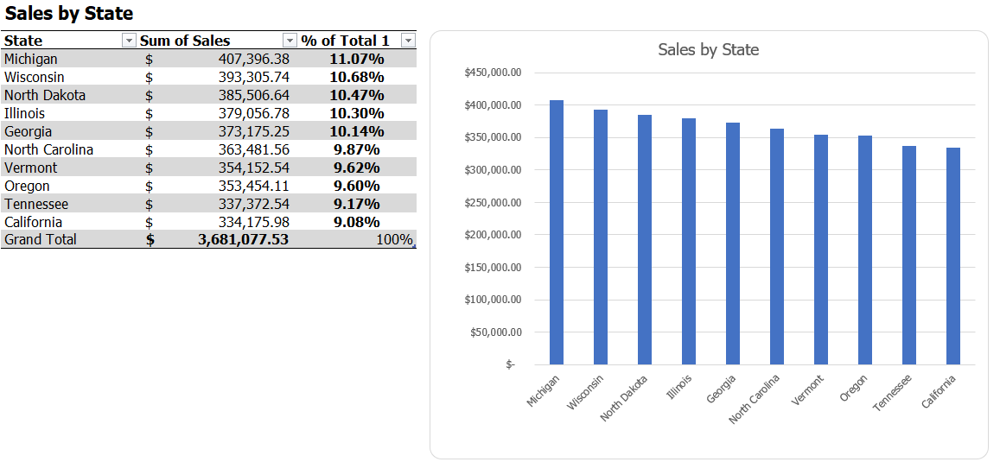 Sales by State
State Sum of Sales % of Total 1
Michigan $ 407,396.38 11.07%
Wisconsin $ 393,305.74 10.68%
North Dakota $ 385,506.64 10.47%
Illinois $ 379,056.78 10.30%
Georgia $ 373,175.25 10.14%
North Carolina $ 363,481.56 9.87%
Vermont $ 354,152.54 9.62%
Oregon $ 353,454.11 9.60%
Tennessee $ 337,372.54 9.17%
California $ 334,175.98 9.08%
Grand Total $ 3,681,077.53 100%
Sales by State
$450,000.00
$400,000.00
$350,000.00
$300,000.00
$250,000.00
$200,000.00
$150,000.00
$100,000.00
$50,000.00
$-
Michigan Wisconsin North Dakota Illinois Georgia North Carolina Vermont Oregon Tennessee California